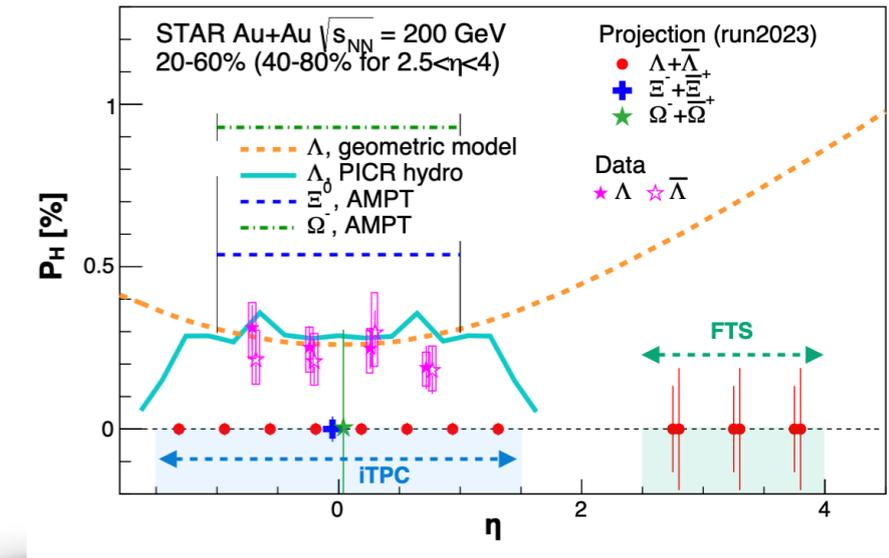 STAR Au+Au √s_NN = 200 GeV
20-60% (40-80% for 2.5<η<4)
Projection (run2023)
Λ+Λ̅
Ξ⁻+Ξ̅⁺
Ω⁻+Ω̅⁺
Λ, geometric model
Λ, PICR hydro
Ξ⁰, AMPT
Ω⁻, AMPT
Data
Λ Λ̅
P_H [%]
1
0.5
0
FTS
iTPC
0 2 4
η